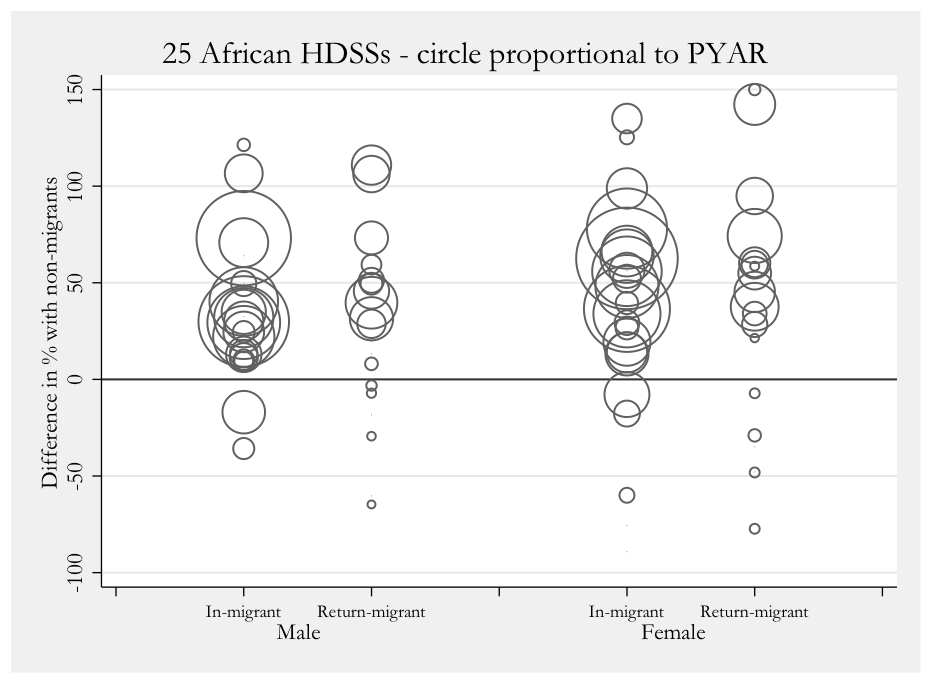 25 African HDSSs - circle proportional to PYAR
Difference in % with non-migrants
150
100
50
0
-50
-100
In-migrant Return-migrant In-migrant Return-migrant
Male Female